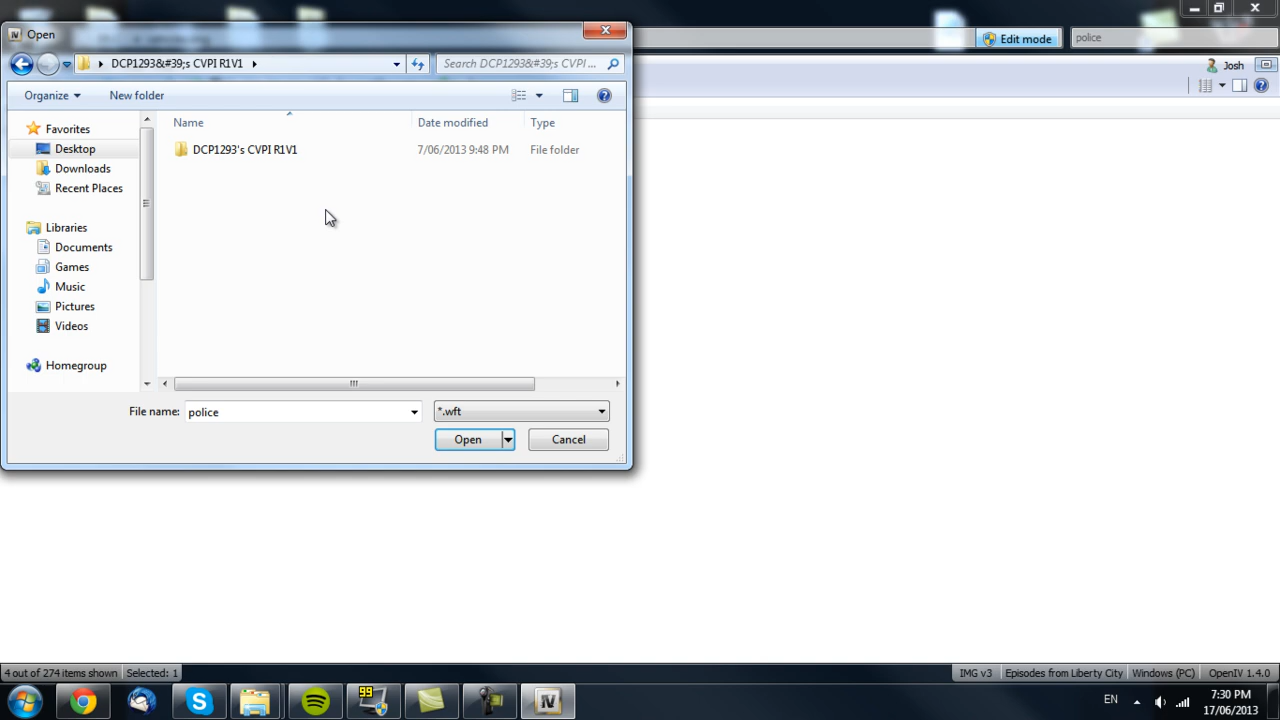 Open
DCP1293&#39;s CVPI R1V1
Search DCP1293&#39;s CVPI ...
Edit mode
police
Josh
Organize
New folder
Name
Date modified
Type
Favorites
Desktop
Downloads
Recent Places
Libraries
Documents
Games
Music
Pictures
Videos
Homegroup
DCP1293's CVPI R1V1
7/06/2013 9:48 PM
File folder
File name:
police
*.wft
Open
Cancel
4 out of 274 items shown
Selected: 1
IMG v3
Episodes from Liberty City
Windows (PC)
OpenIV 1.4.0
99
EN
7:30 PM
17/06/2013